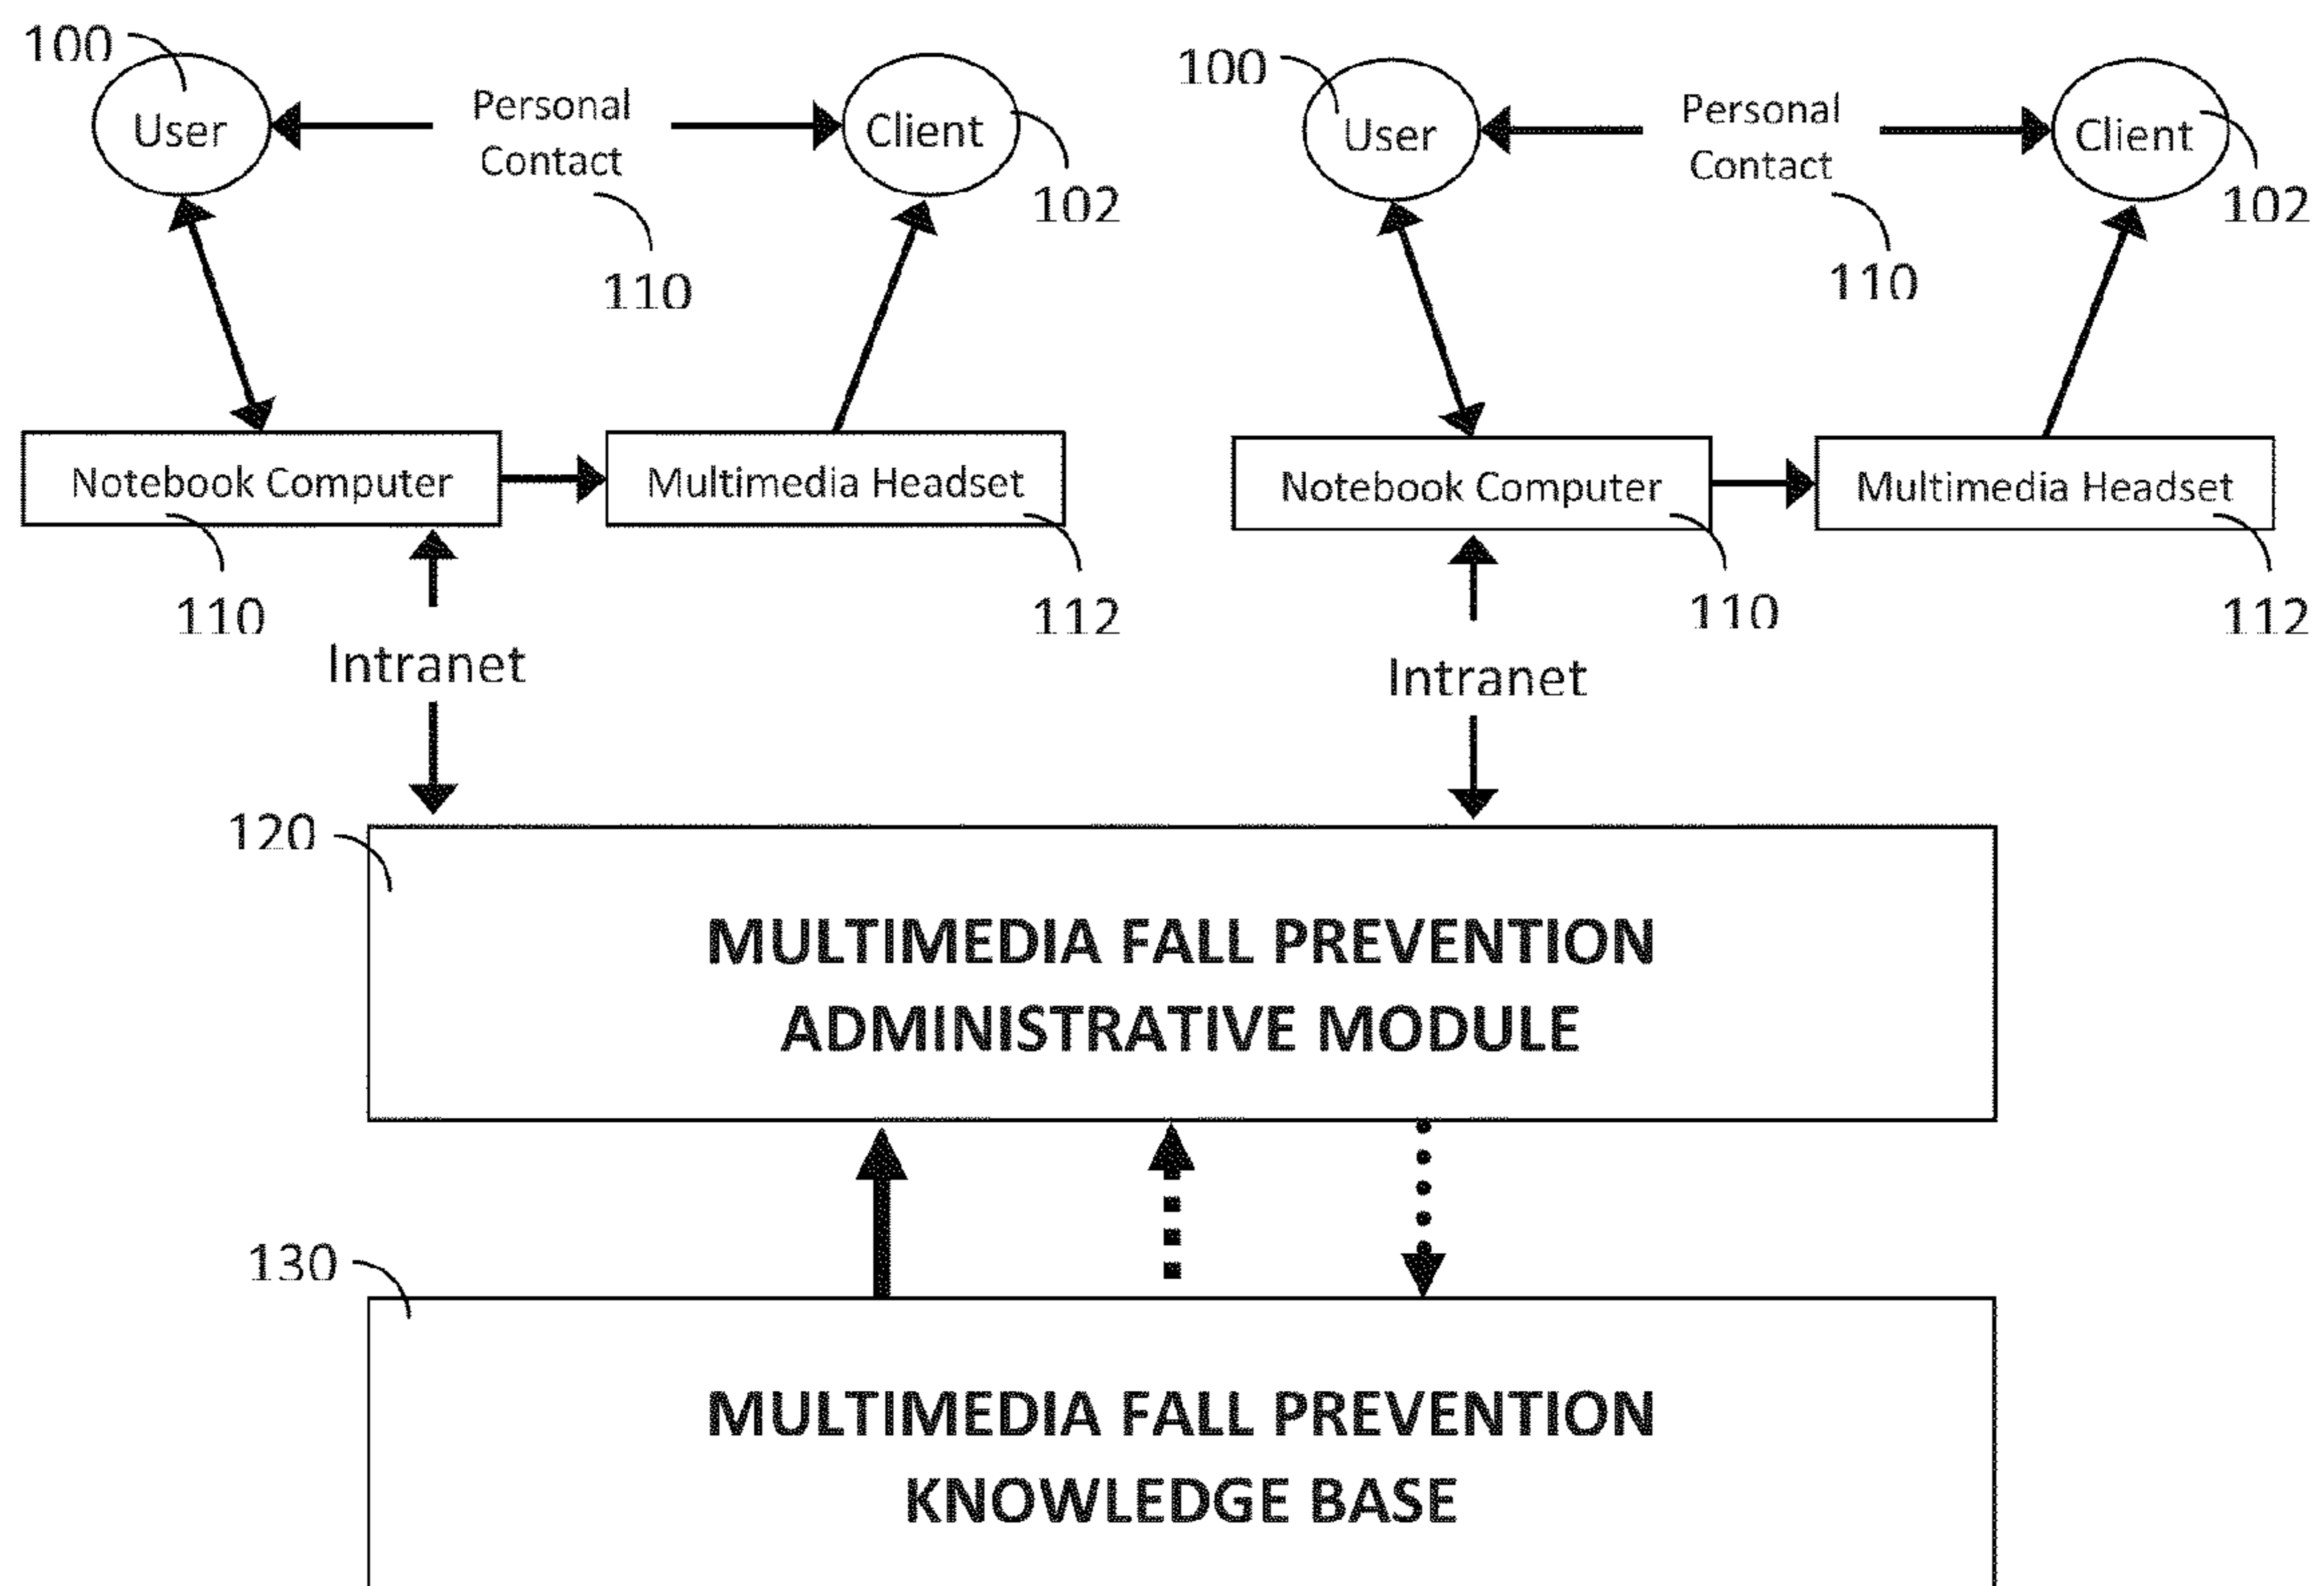 100
User
Personal
Contact
110
Client
102
100
User
Personal
Contact
110
Client
102
Notebook Computer
110
Multimedia Headset
112
Notebook Computer
110
Multimedia Headset
112
Intranet
Intranet
120
MULTIMEDIA FALL PREVENTION
ADMINISTRATIVE MODULE
130
MULTIMEDIA FALL PREVENTION
KNOWLEDGE BASE